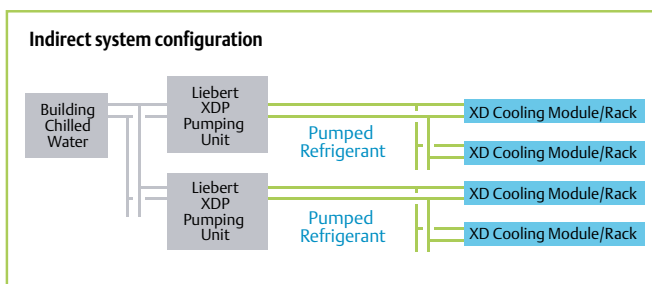 Indirect system configuration
Building
Chilled
Water
Liebert
XDP
Pumping
Unit
Pumped
Refrigerant
XD Cooling Module/Rack
XD Cooling Module/Rack
Liebert
XDP
Pumping
Unit
Pumped
Refrigerant
XD Cooling Module/Rack
XD Cooling Module/Rack